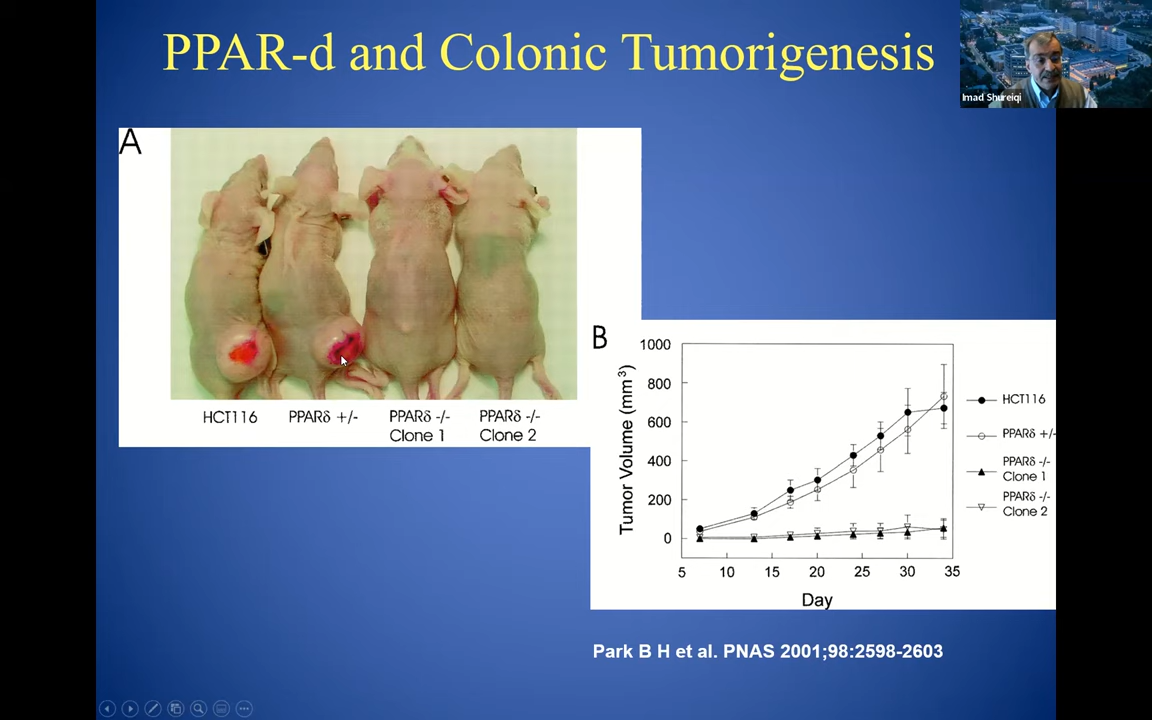 PPAR-d and Colonic Tumorigenesis
Imad Shureiqi
A
HCT116
PPARδ +/-
PPARδ -/-
Clone 1
PPARδ -/-
Clone 2
B
1000
800
600
400
200
0
Tumor Volume (mm³)
5 10 15 20 25 30 35
Day
HCT116
PPARδ +/-
PPARδ -/-
Clone 1
PPARδ -/-
Clone 2
Park B H et al. PNAS 2001;98:2598-2603